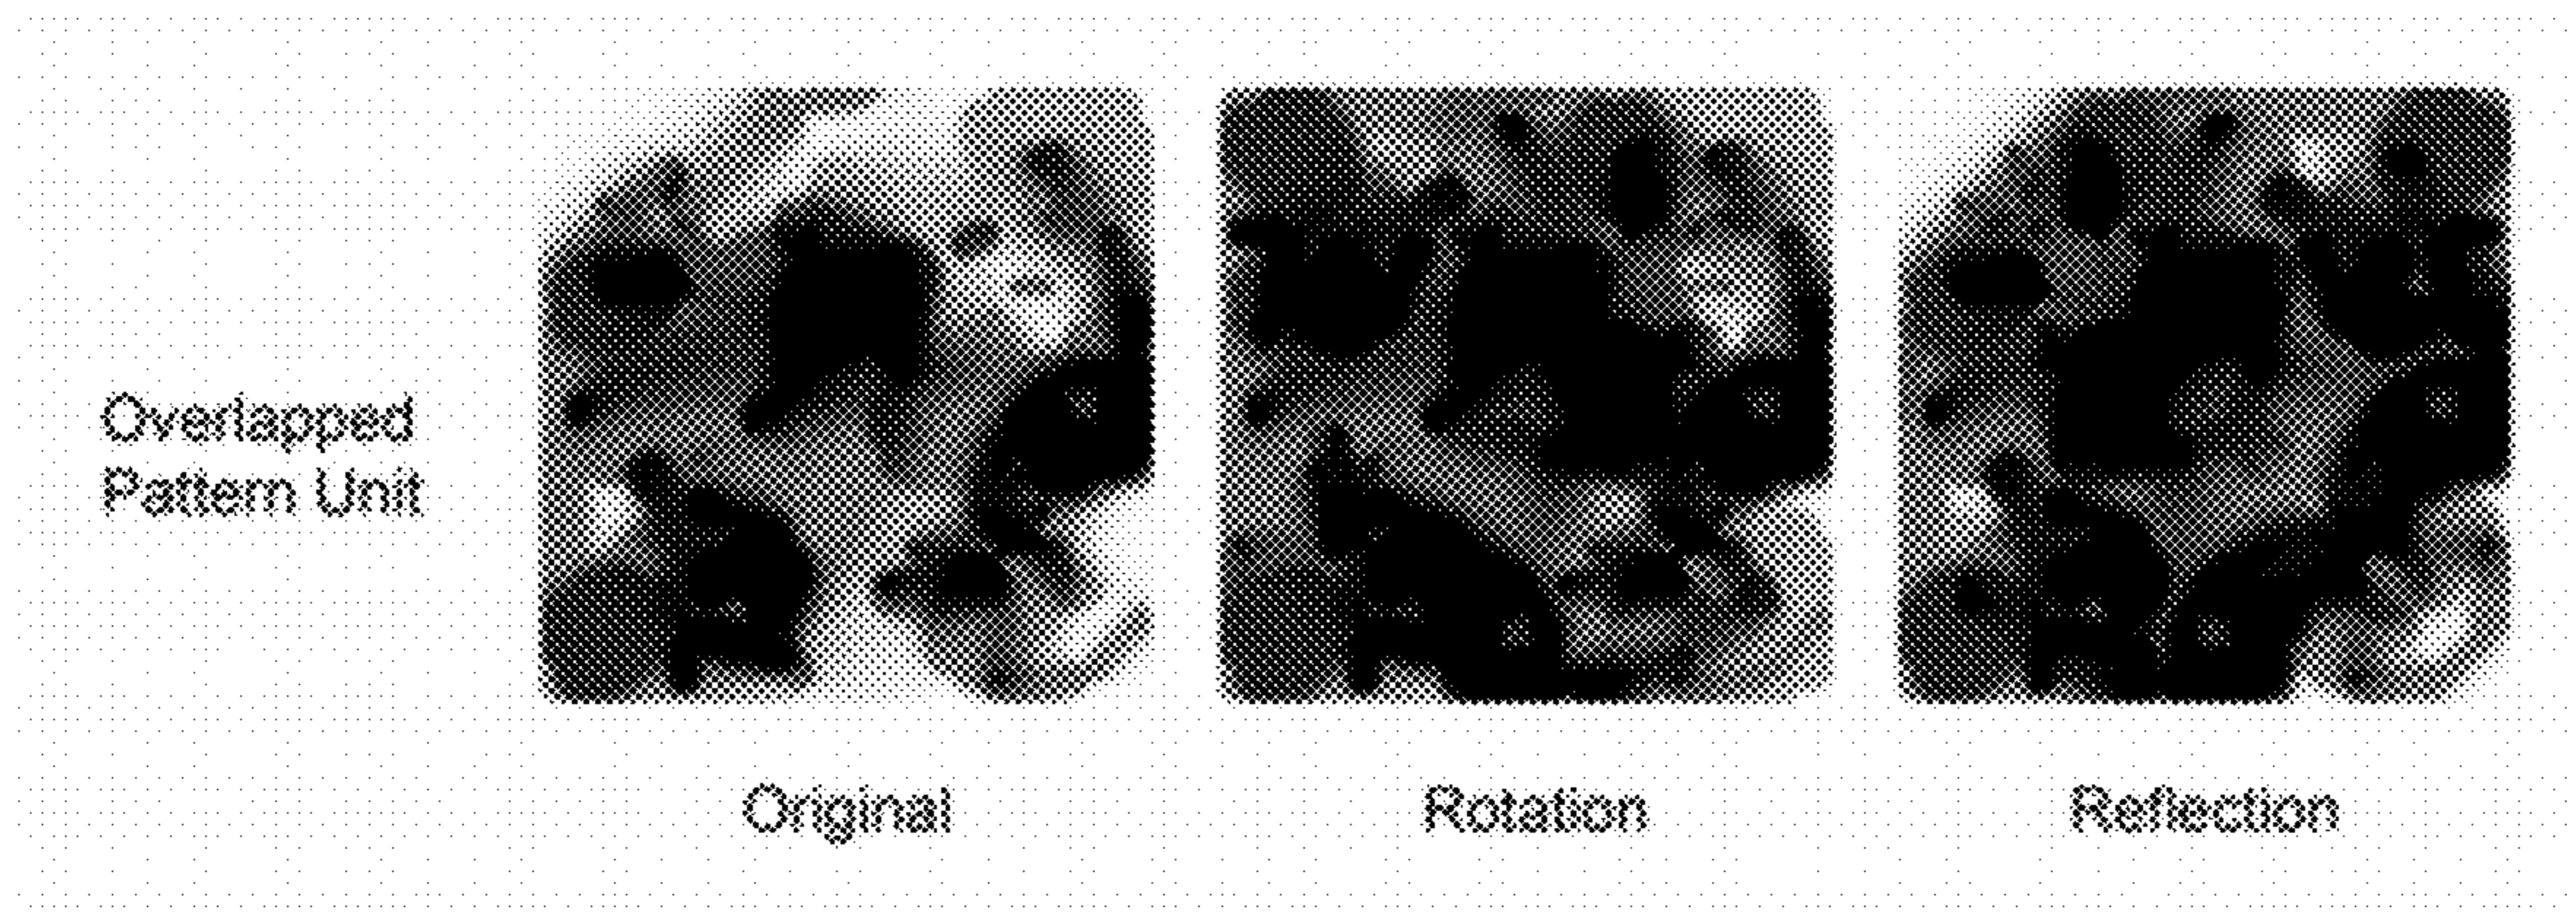 Overlapped
Pattern Unit
Original
Rotation
Reflection